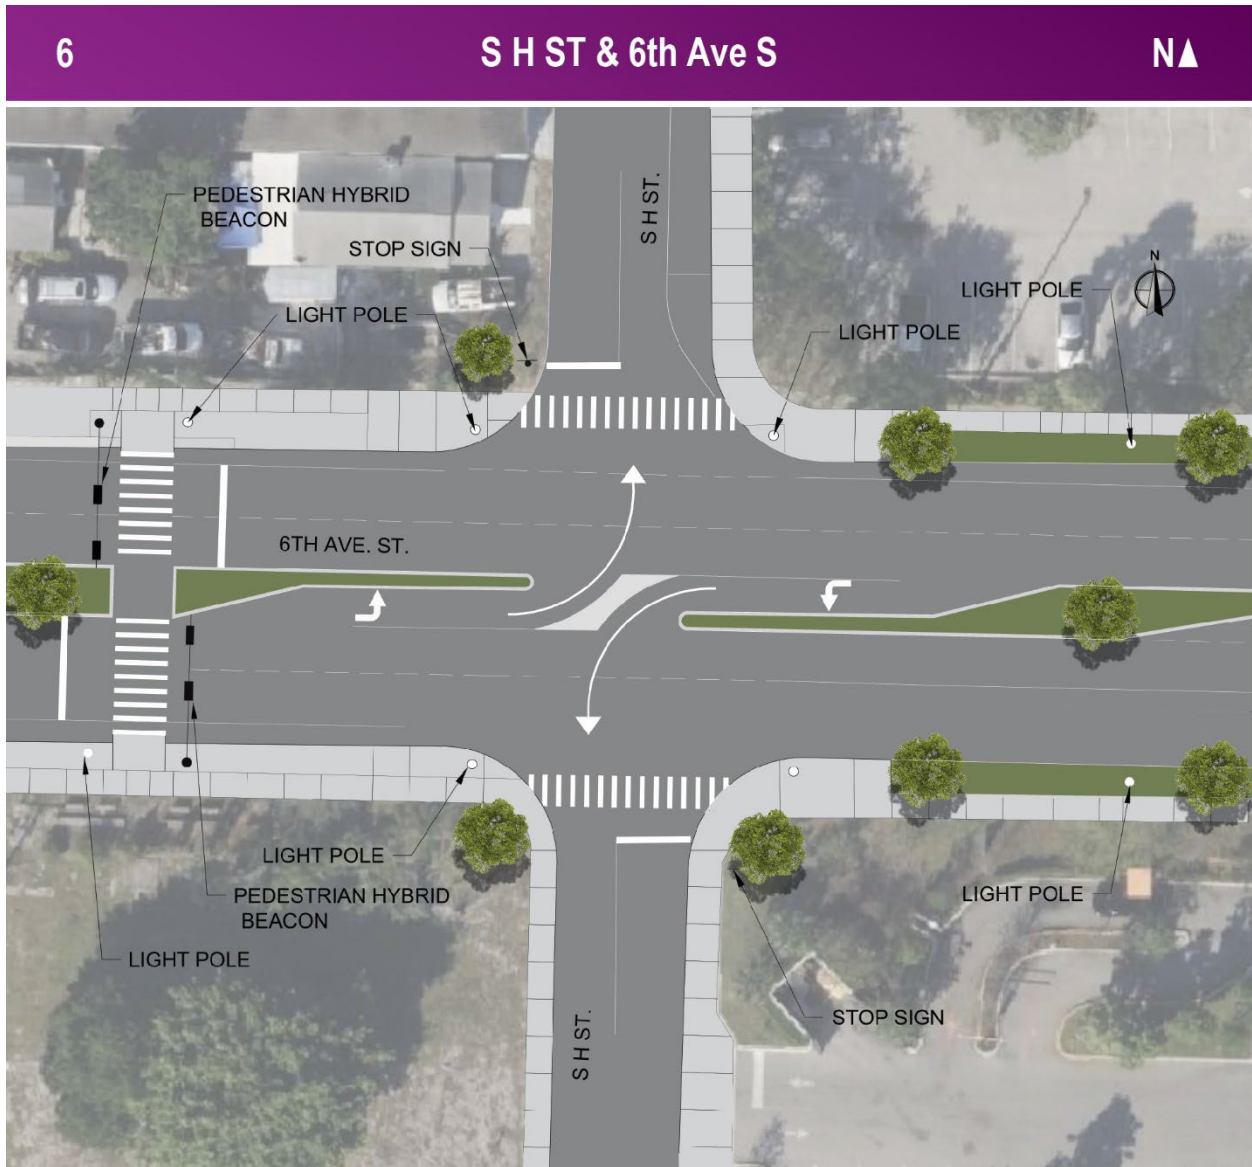 6
S H ST & 6th Ave S
N
PEDESTRIAN HYBRID
BEACON
STOP SIGN
S H ST.
N
LIGHT POLE
LIGHT POLE
LIGHT POLE
6TH AVE. ST.
LIGHT POLE
PEDESTRIAN HYBRID
BEACON
LIGHT POLE
LIGHT POLE
STOP SIGN
S H ST.